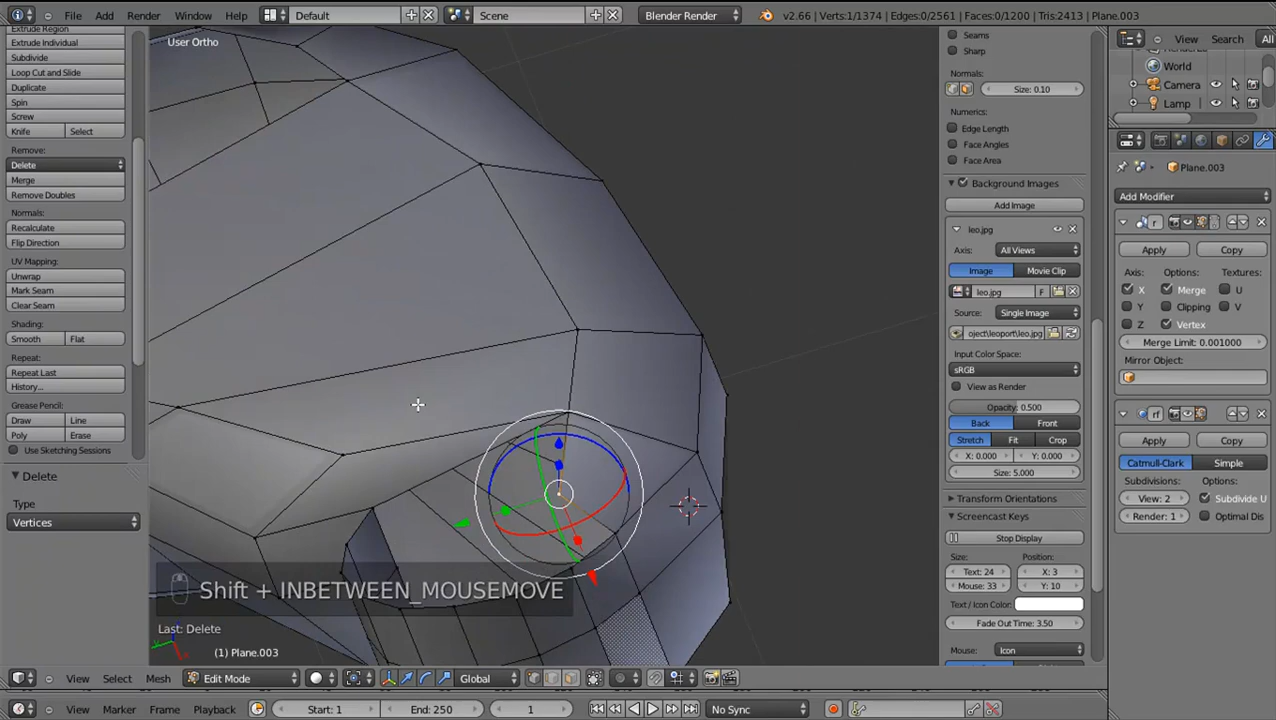 File Add Render Window Help Default Scene Blender Render v2.66 | Verts:1/1374 | Edges:0/2561 | Faces:0/1200 | Tris:2413 | Plane.003
Extrude Region
Extrude Individual
Subdivide
Loop Cut and Slide
Duplicate
Spin
Screw
Knife Select
Remove:
Delete
Merge
Remove Doubles
Normals:
Recalculate
Flip Direction
UV Mapping:
Unwrap
Mark Seam
Clear Seam
Shading:
Smooth Flat
Repeat:
Repeat Last
History...
Grease Pencil:
Draw Line
Poly Erase
Use Sketching Sessions
Delete
Type
Vertices
User Ortho
Shift + INBETWEEN_MOUSEMOVE
Last: Delete
(1) Plane.003
View Select Mesh Edit Mode Global
View Marker Frame Playback Start: 1 End: 250 1 No Sync
Seams
Sharp
Normals:
Size: 0.10
Numerics:
Edge Length
Face Angles
Face Area
Background Images
Add Image
leo.jpg
Axis: All Views
Image Movie Clip
leo.jpg F
Source: Single Image
oject\leoport\leo.jpg
Input Color Space:
sRGB
View as Render
Opacity: 0.500
Back Front
Stretch Fit Crop
X: 0.000 Y: 0.000
Size: 5.000
Transform Orientations
Screencast Keys
Stop Display
Size: Position:
Text: 24 X: 3
Mouse: 33 Y: 10
Text / Icon Color:
Fade Out Time: 3.50
Mouse: Icon
View Search All
World
Camera
Lamp
Plane.003
Add Modifier
Apply Copy
Axis: Options: Textures:
X Merge U
Y Clipping V
Z Vertex
Merge Limit: 0.001000
Mirror Object:
Apply Copy
Catmull-Clark Simple
Subdivisions: Options:
View: 2 Subdivide U
Render: 1 Optimal Dis